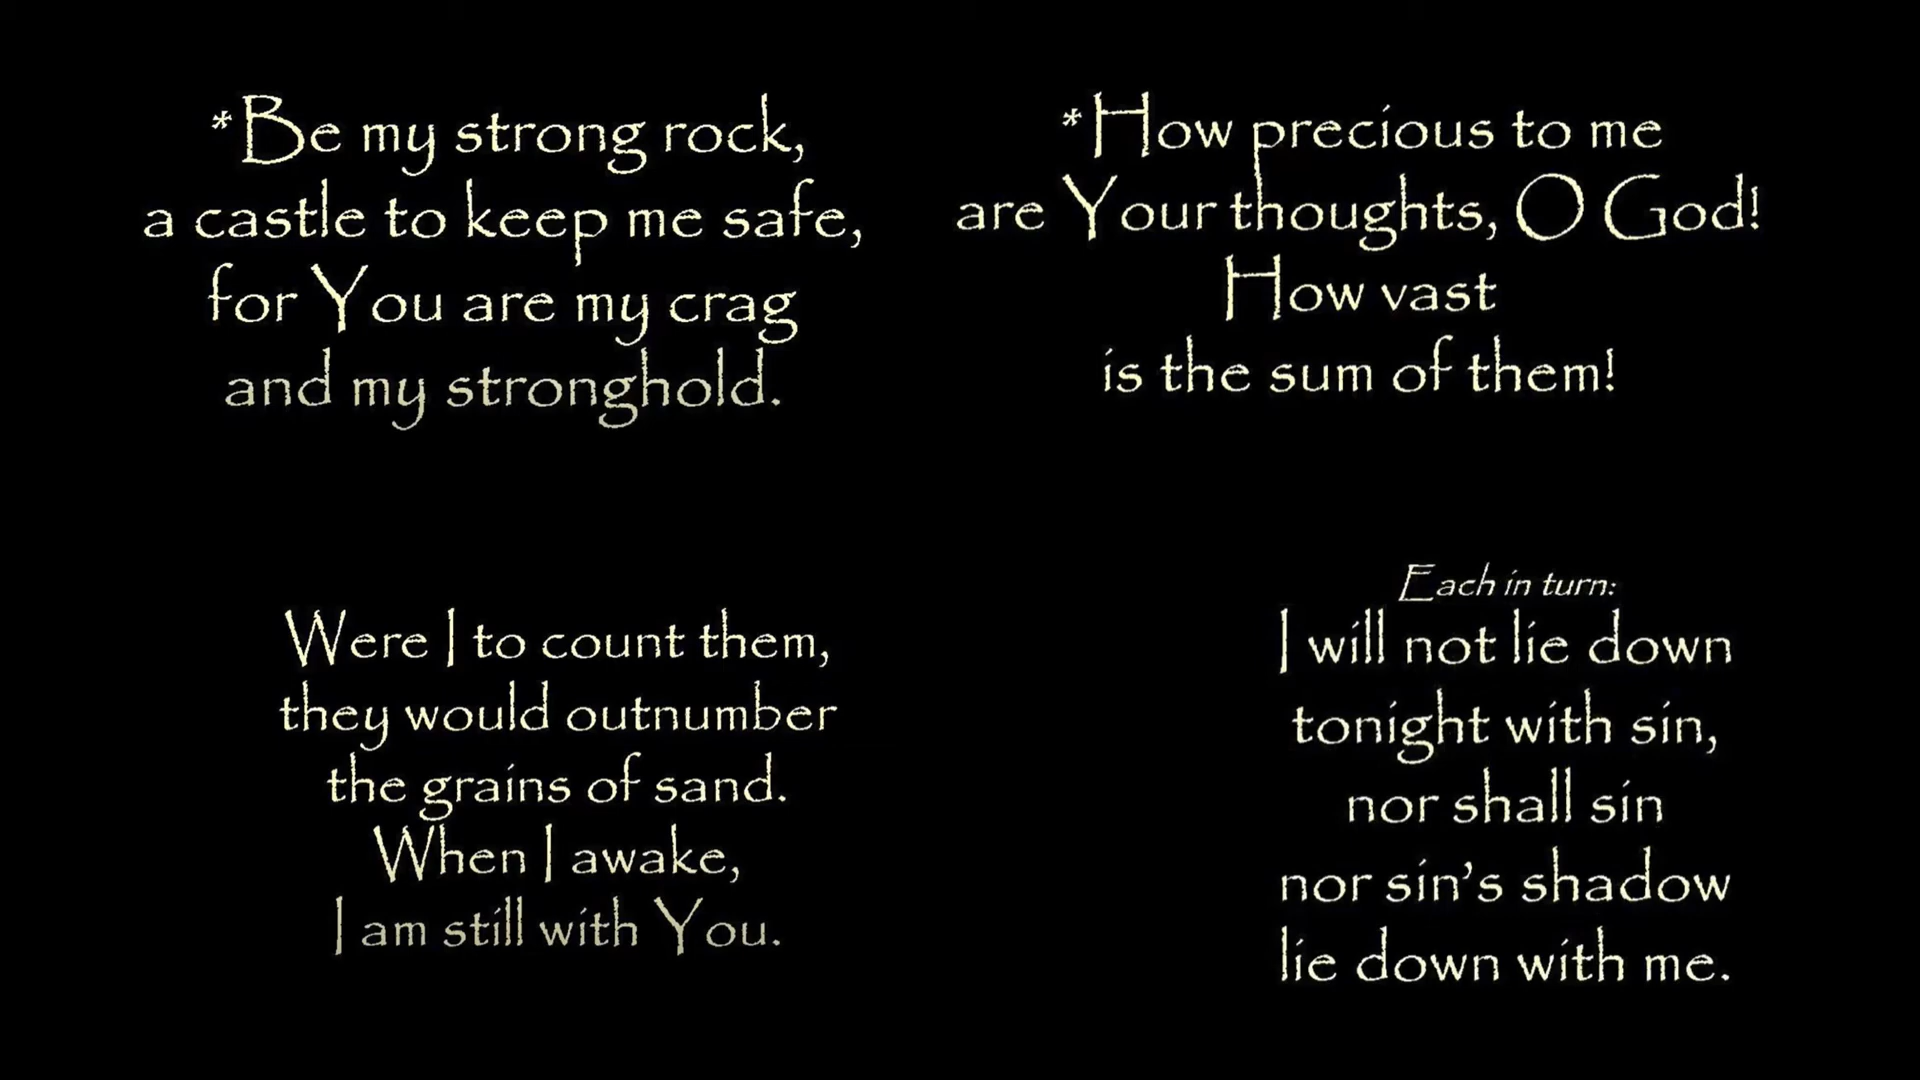 *Be my strong rock,
a castle to keep me safe,
for You are my crag
and my stronghold.
*How precious to me
are Your thoughts, O God!
How vast
is the sum of them!
Were I to count them,
they would outnumber
the grains of sand.
When I awake,
I am still with You.
Each in turn:
I will not lie down
tonight with sin,
nor shall sin
nor sin’s shadow
lie down with me.